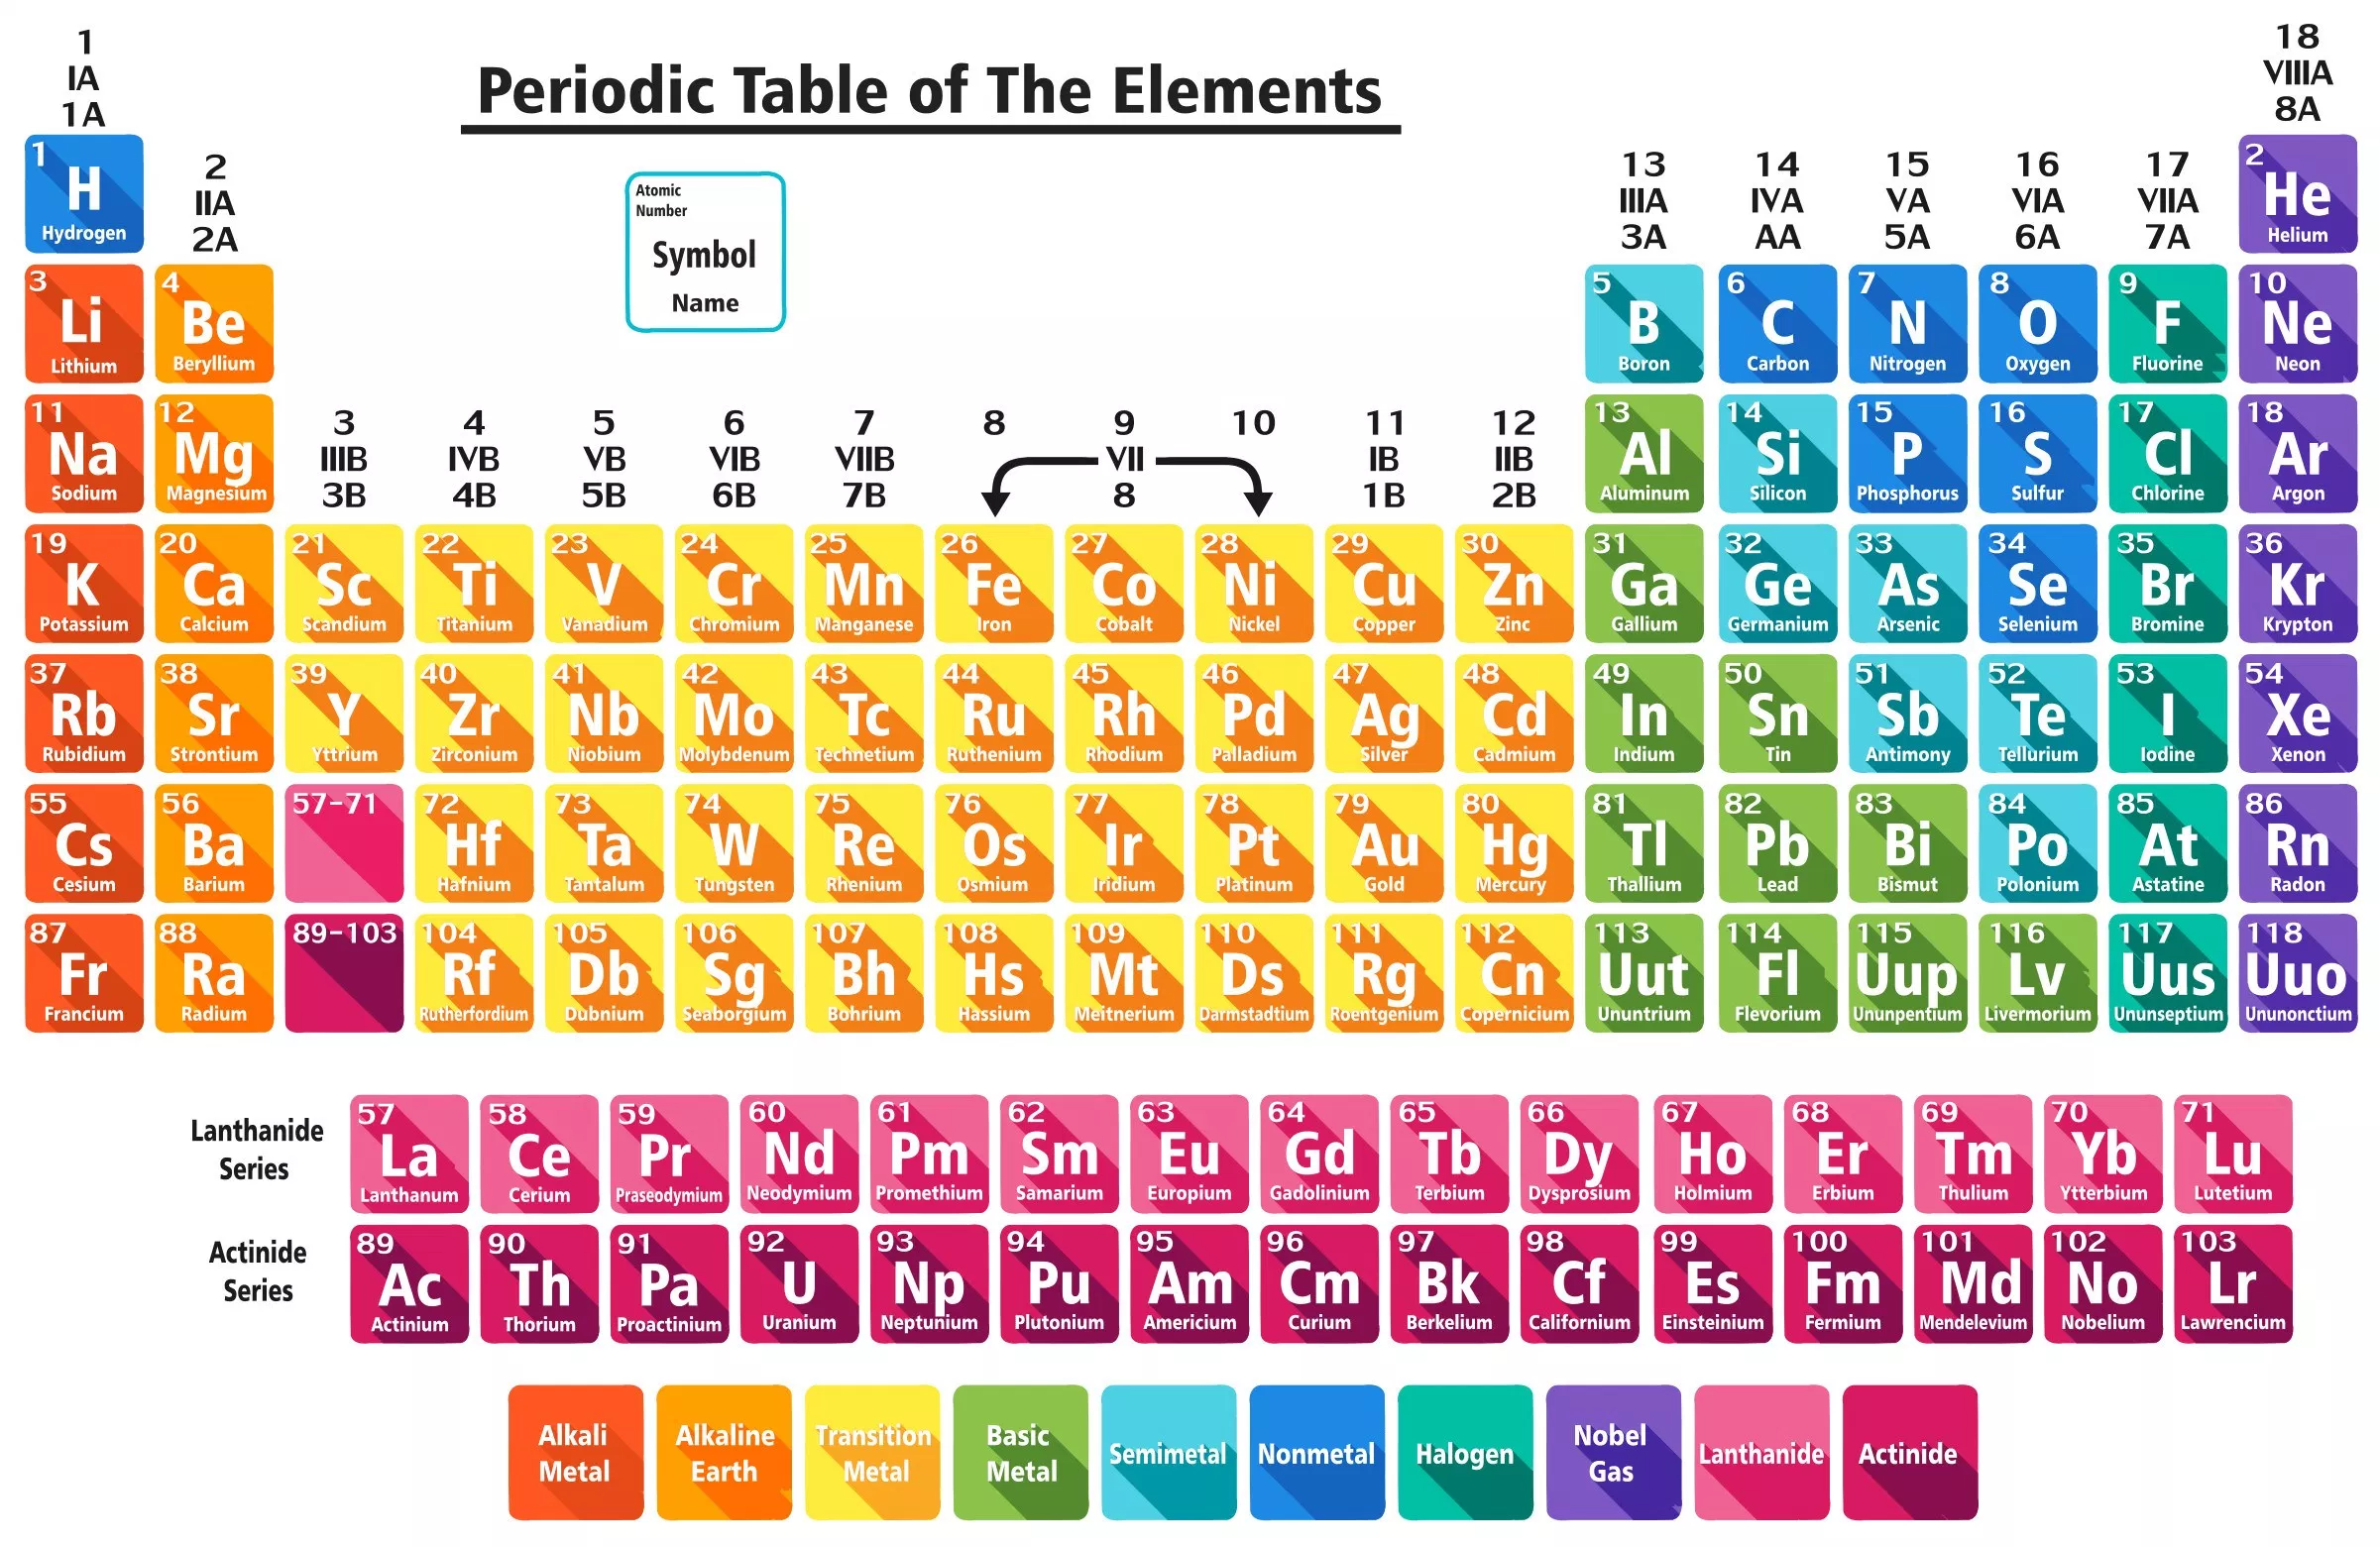 Periodic Table of The Elements
1
IA
1A
2
IIA
2A
3
IIIB
3B
4
IVB
4B
5
VB
5B
6
VIB
6B
7
VIIB
7B
8
9
VII
8
10
11
IB
1B
12
IIB
2B
13
IIIA
3A
14
IVA
AA
15
VA
5A
16
VIA
6A
17
VIIA
7A
18
VIIIA
8A
Atomic
Number
Symbol
Name
1
H
Hydrogen
2
He
Helium
3
Li
Lithium
4
Be
Beryllium
5
B
Boron
6
C
Carbon
7
N
Nitrogen
8
O
Oxygen
9
F
Fluorine
10
Ne
Neon
11
Na
Sodium
12
Mg
Magnesium
13
Al
Aluminum
14
Si
Silicon
15
P
Phosphorus
16
S
Sulfur
17
Cl
Chlorine
18
Ar
Argon
19
K
Potassium
20
Ca
Calcium
21
Sc
Scandium
22
Ti
Titanium
23
V
Vanadium
24
Cr
Chromium
25
Mn
Manganese
26
Fe
Iron
27
Co
Cobalt
28
Ni
Nickel
29
Cu
Copper
30
Zn
Zinc
31
Ga
Gallium
32
Ge
Germanium
33
As
Arsenic
34
Se
Selenium
35
Br
Bromine
36
Kr
Krypton
37
Rb
Rubidium
38
Sr
Strontium
39
Y
Yttrium
40
Zr
Zirconium
41
Nb
Niobium
42
Mo
Molybdenum
43
Tc
Technetium
44
Ru
Ruthenium
45
Rh
Rhodium
46
Pd
Palladium
47
Ag
Silver
48
Cd
Cadmium
49
In
Indium
50
Sn
Tin
51
Sb
Antimony
52
Te
Tellurium
53
I
Iodine
54
Xe
Xenon
55
Cs
Cesium
56
Ba
Barium
57-71
72
Hf
Hafnium
73
Ta
Tantalum
74
W
Tungsten
75
Re
Rhenium
76
Os
Osmium
77
Ir
Iridium
78
Pt
Platinum
79
Au
Gold
80
Hg
Mercury
81
Tl
Thallium
82
Pb
Lead
83
Bi
Bismut
84
Po
Polonium
85
At
Astatine
86
Rn
Radon
87
Fr
Francium
88
Ra
Radium
89-103
104
Rf
Rutherfordium
105
Db
Dubnium
106
Sg
Seaborgium
107
Bh
Bohrium
108
Hs
Hassium
109
Mt
Meitnerium
110
Ds
Darmstadtium
111
Rg
Roentgenium
112
Cn
Copernicium
113
Uut
Ununtrium
114
Fl
Flevorium
115
Uup
Ununpentium
116
Lv
Livermorium
117
Uus
Ununseptium
118
Uuo
Ununonctium
Lanthanide
Series
57
La
Lanthanum
58
Ce
Cerium
59
Pr
Praseodymium
60
Nd
Neodymium
61
Pm
Promethium
62
Sm
Samarium
63
Eu
Europium
64
Gd
Gadolinium
65
Tb
Terbium
66
Dy
Dysprosium
67
Ho
Holmium
68
Er
Erbium
69
Tm
Thulium
70
Yb
Ytterbium
71
Lu
Lutetium
Actinide
Series
89
Ac
Actinium
90
Th
Thorium
91
Pa
Proactinium
92
U
Uranium
93
Np
Neptunium
94
Pu
Plutonium
95
Am
Americium
96
Cm
Curium
97
Bk
Berkelium
98
Cf
Californium
99
Es
Einsteinium
100
Fm
Fermium
101
Md
Mendelevium
102
No
Nobelium
103
Lr
Lawrencium
Alkali
Metal
Alkaline
Earth
Transition
Metal
Basic
Metal
Semimetal
Nonmetal
Halogen
Nobel
Gas
Lanthanide
Actinide